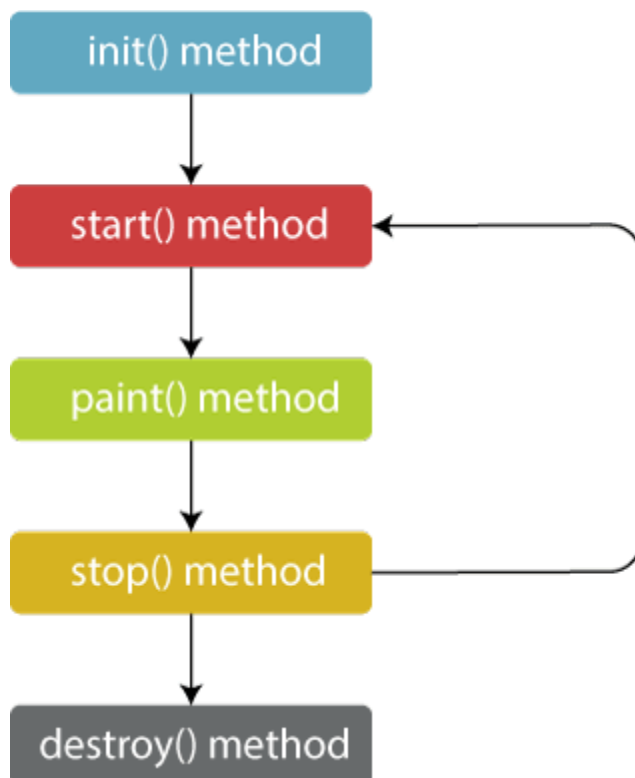 init() method
start() method
paint() method
stop() method
destroy() method